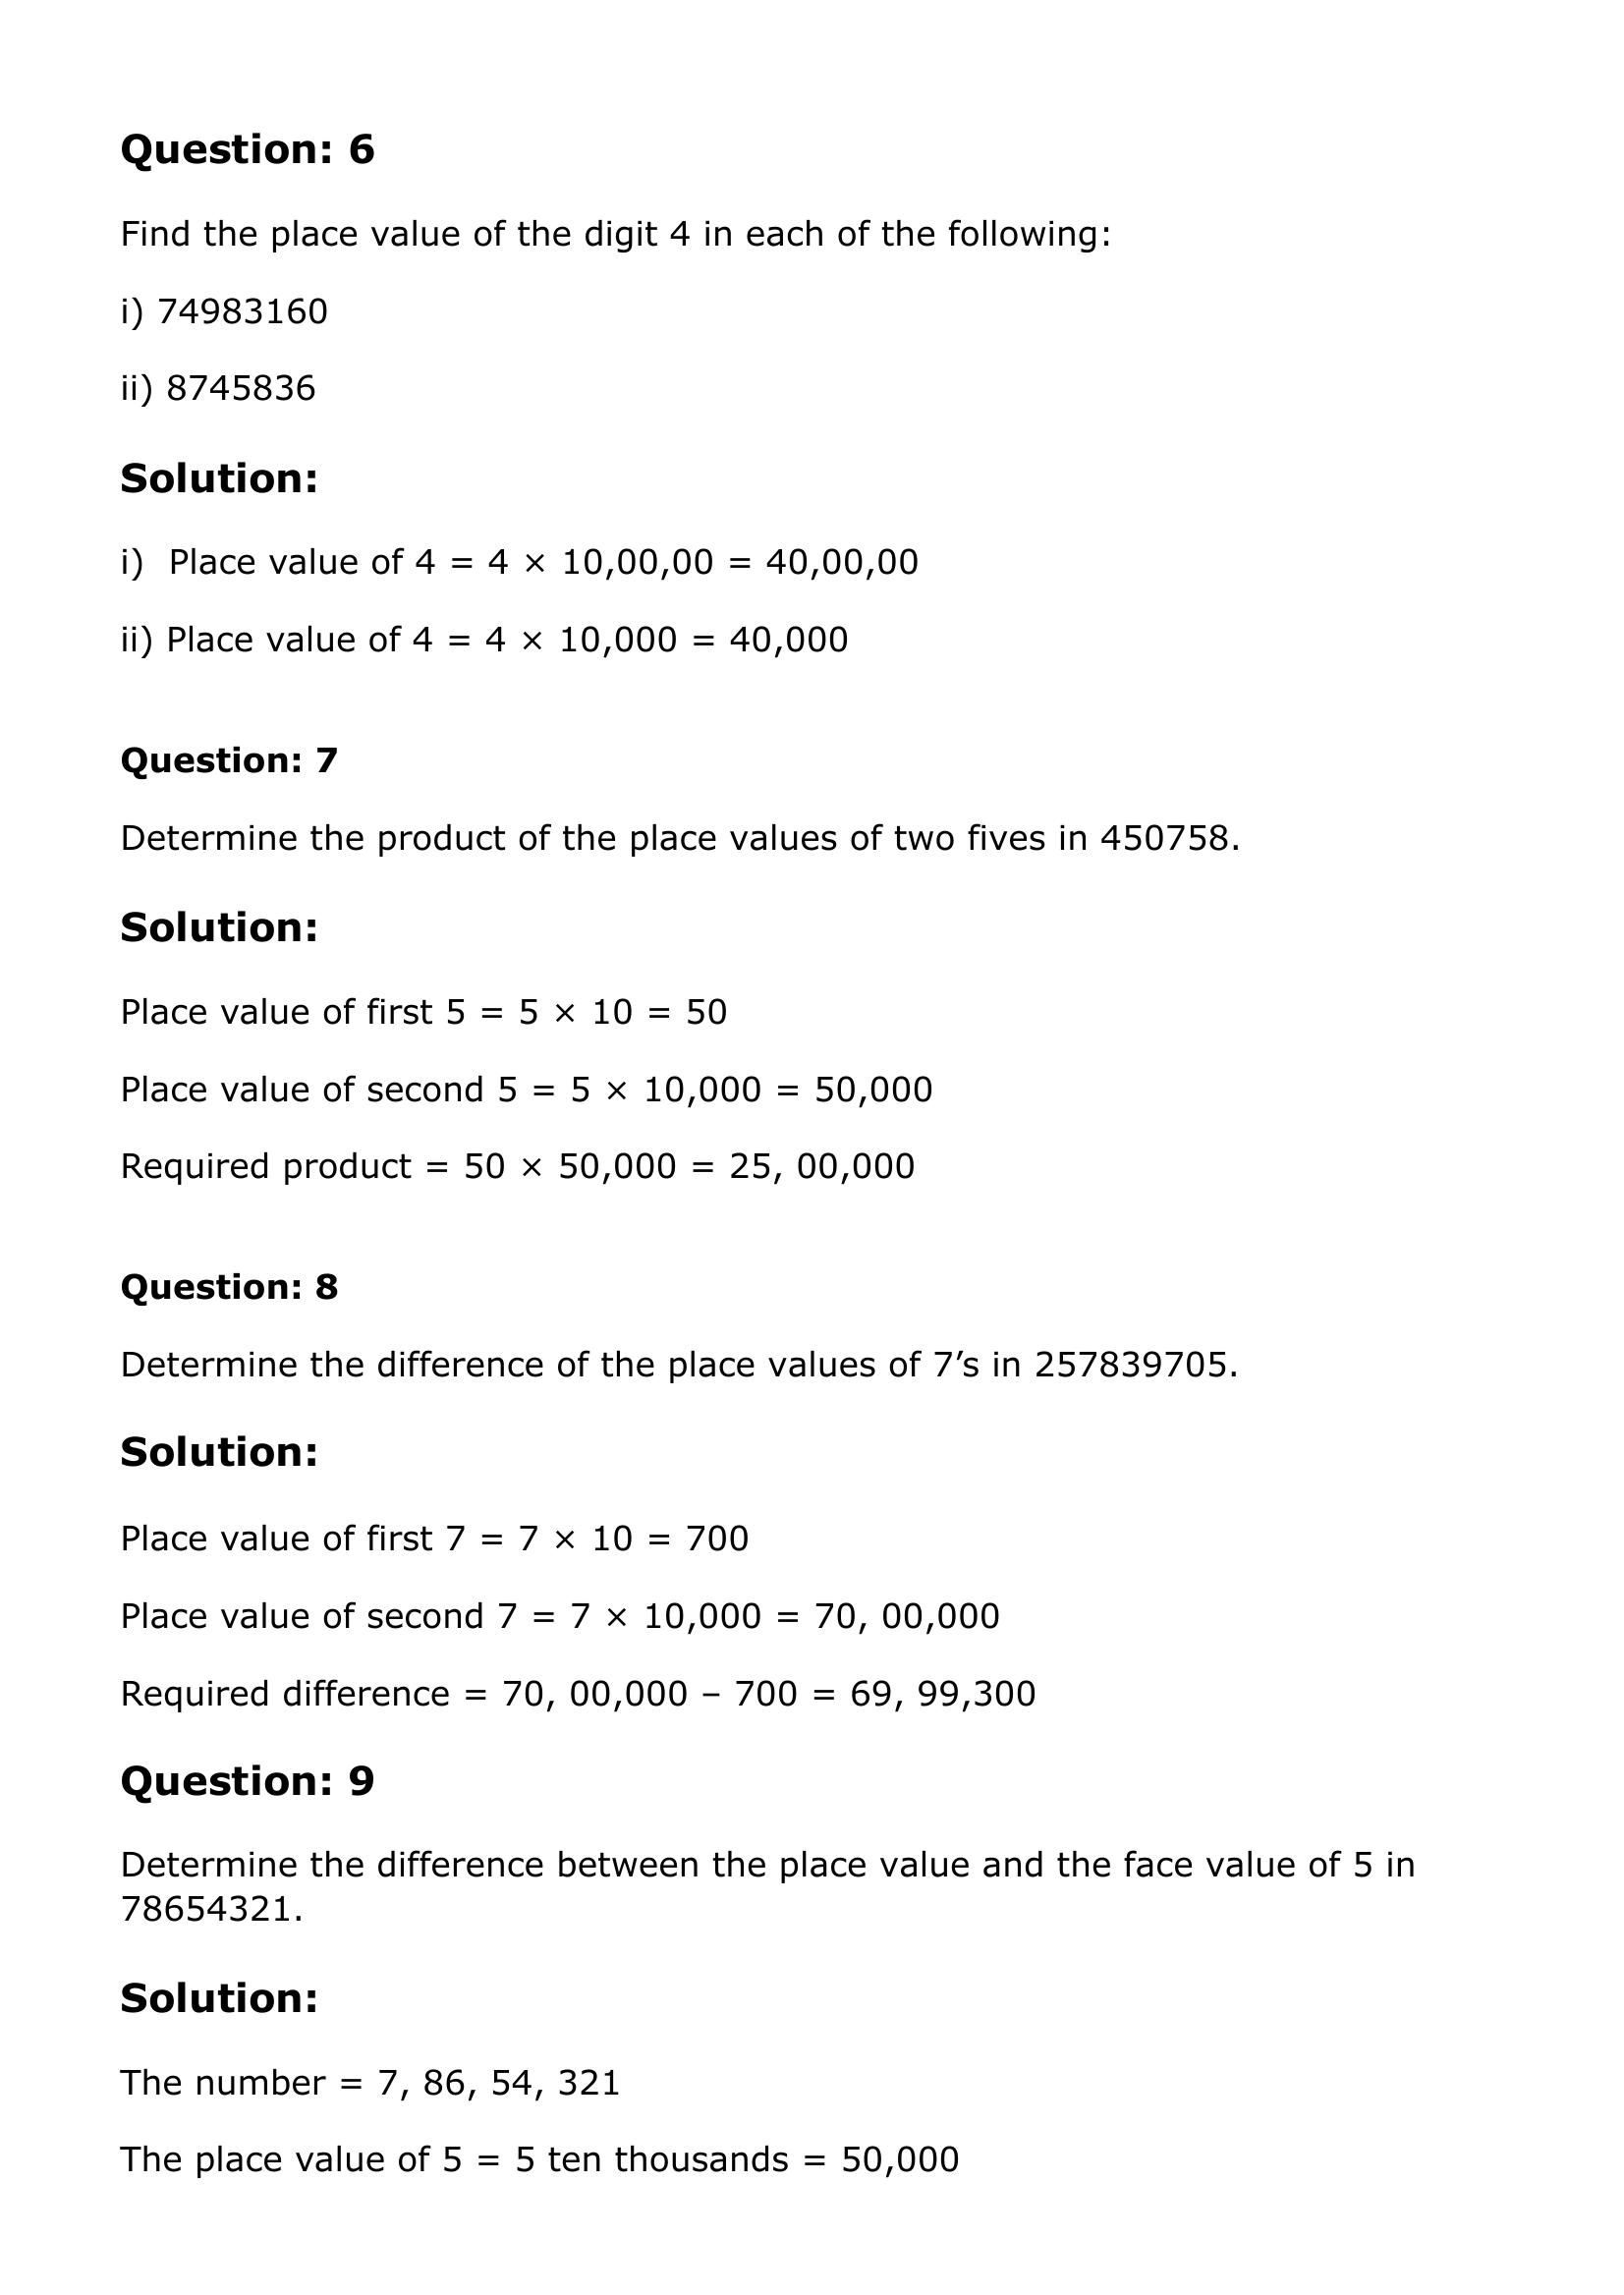 Question: 6
Find the place value of the digit 4 in each of the following:
i) 74983160
ii) 8745836
Solution:
i)  Place value of 4 = 4 × 10,00,00 = 40,00,00
ii) Place value of 4 = 4 × 10,000 = 40,000
Question: 7
Determine the product of the place values of two fives in 450758.
Solution:
Place value of first 5 = 5 × 10 = 50
Place value of second 5 = 5 × 10,000 = 50,000
Required product = 50 × 50,000 = 25, 00,000
Question: 8
Determine the difference of the place values of 7’s in 257839705.
Solution:
Place value of first 7 = 7 × 10 = 700
Place value of second 7 = 7 × 10,000 = 70, 00,000
Required difference = 70, 00,000 – 700 = 69, 99,300
Question: 9
Determine the difference between the place value and the face value of 5 in
78654321.
Solution:
The number = 7, 86, 54, 321
The place value of 5 = 5 ten thousands = 50,000